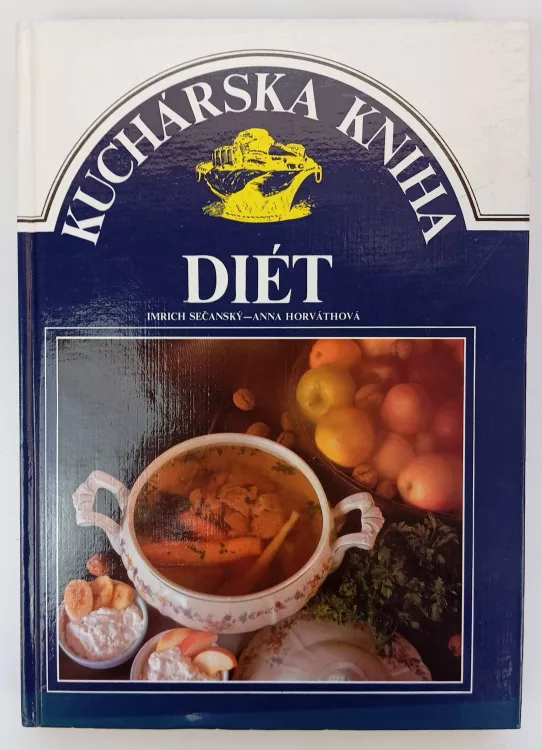 KUCHÁRSKA KNIHA
DIÉT
IMRICH SEČANSKÝ—ANNA HORVÁTHOVÁ